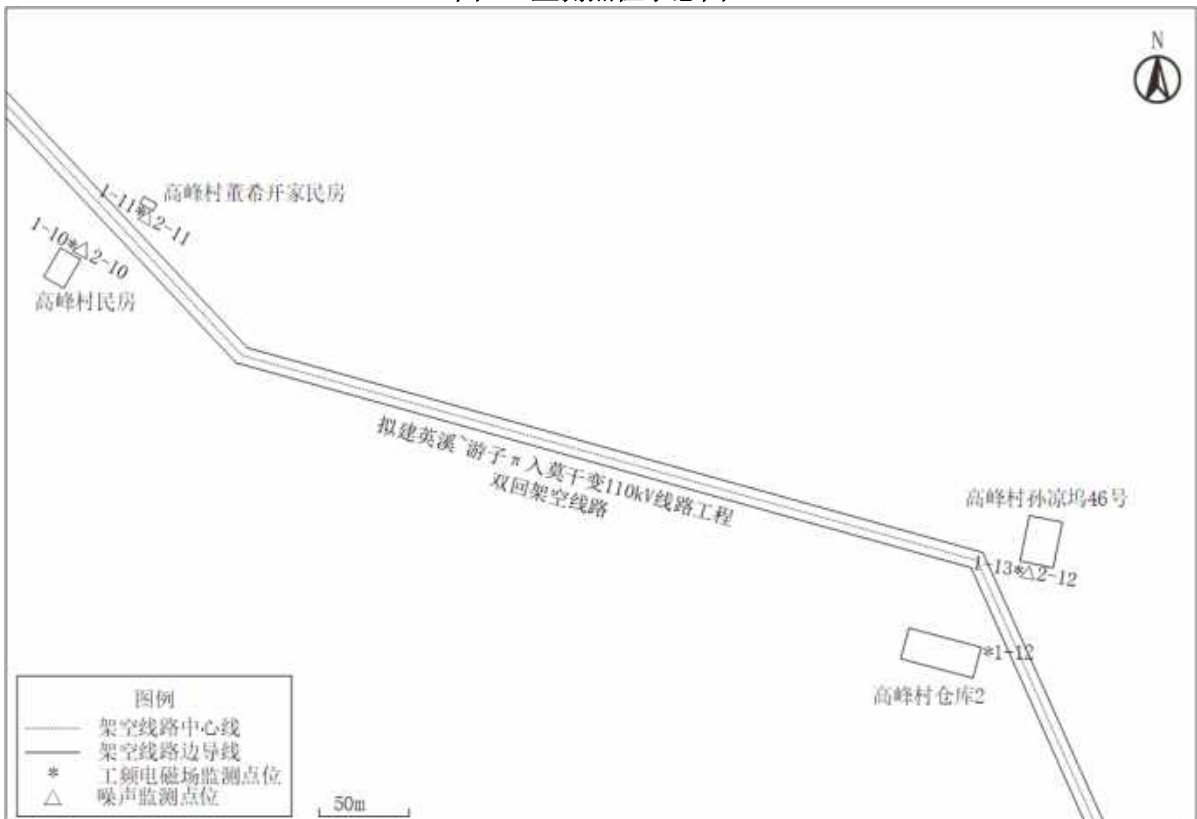 N
高峰村董希开家民房
1-11
2-11
1-10
2-10
高峰村民房
拟建英溪~游子π入莫干变110kV线路工程
双回架空线路
高峰村孙凉坞46号
1-13
2-12
1-12
高峰村仓库2
图例
架空线路中心线
架空线路边导线
* 工频电磁场监测点位
△ 噪声监测点位
50m